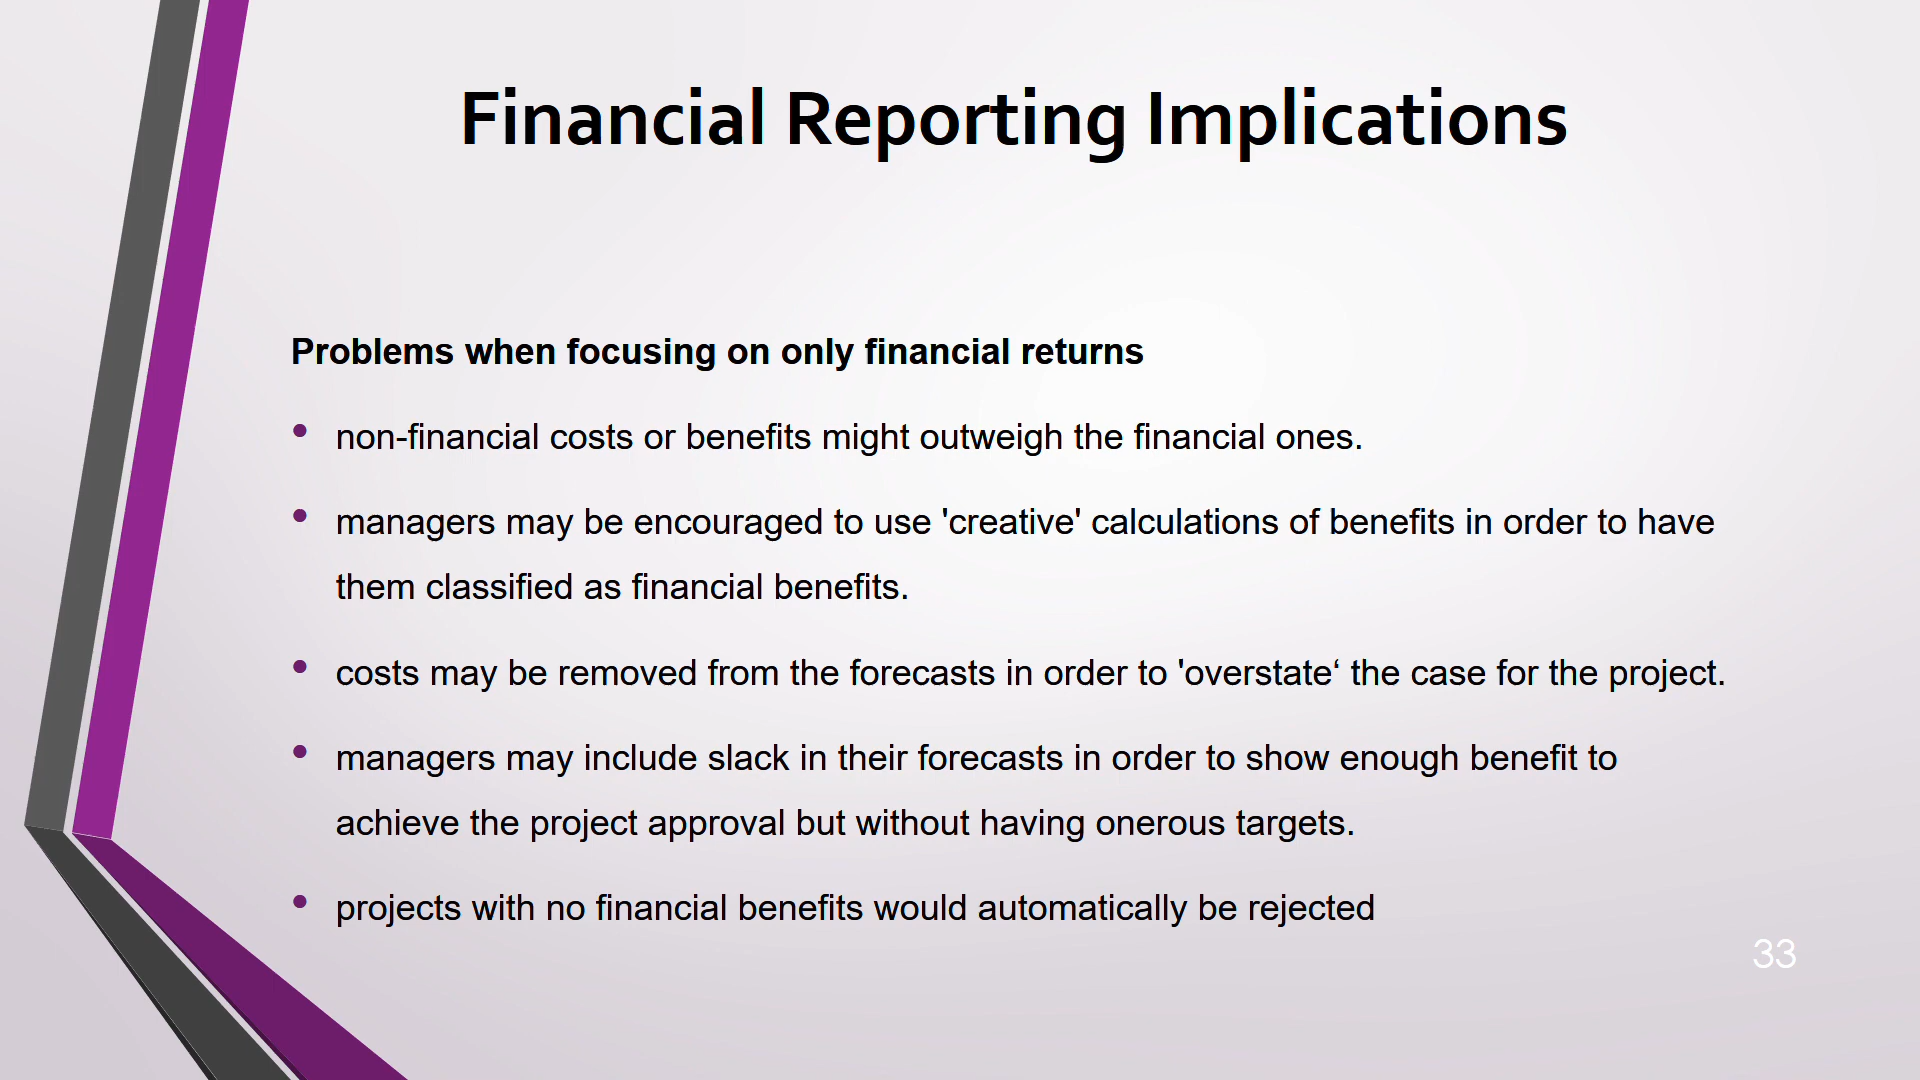 Financial Reporting Implications
Problems when focusing on only financial returns
• non-financial costs or benefits might outweigh the financial ones.
• managers may be encouraged to use 'creative' calculations of benefits in order to have
them classified as financial benefits.
• costs may be removed from the forecasts in order to 'overstate‘ the case for the project.
• managers may include slack in their forecasts in order to show enough benefit to
achieve the project approval but without having onerous targets.
• projects with no financial benefits would automatically be rejected
33